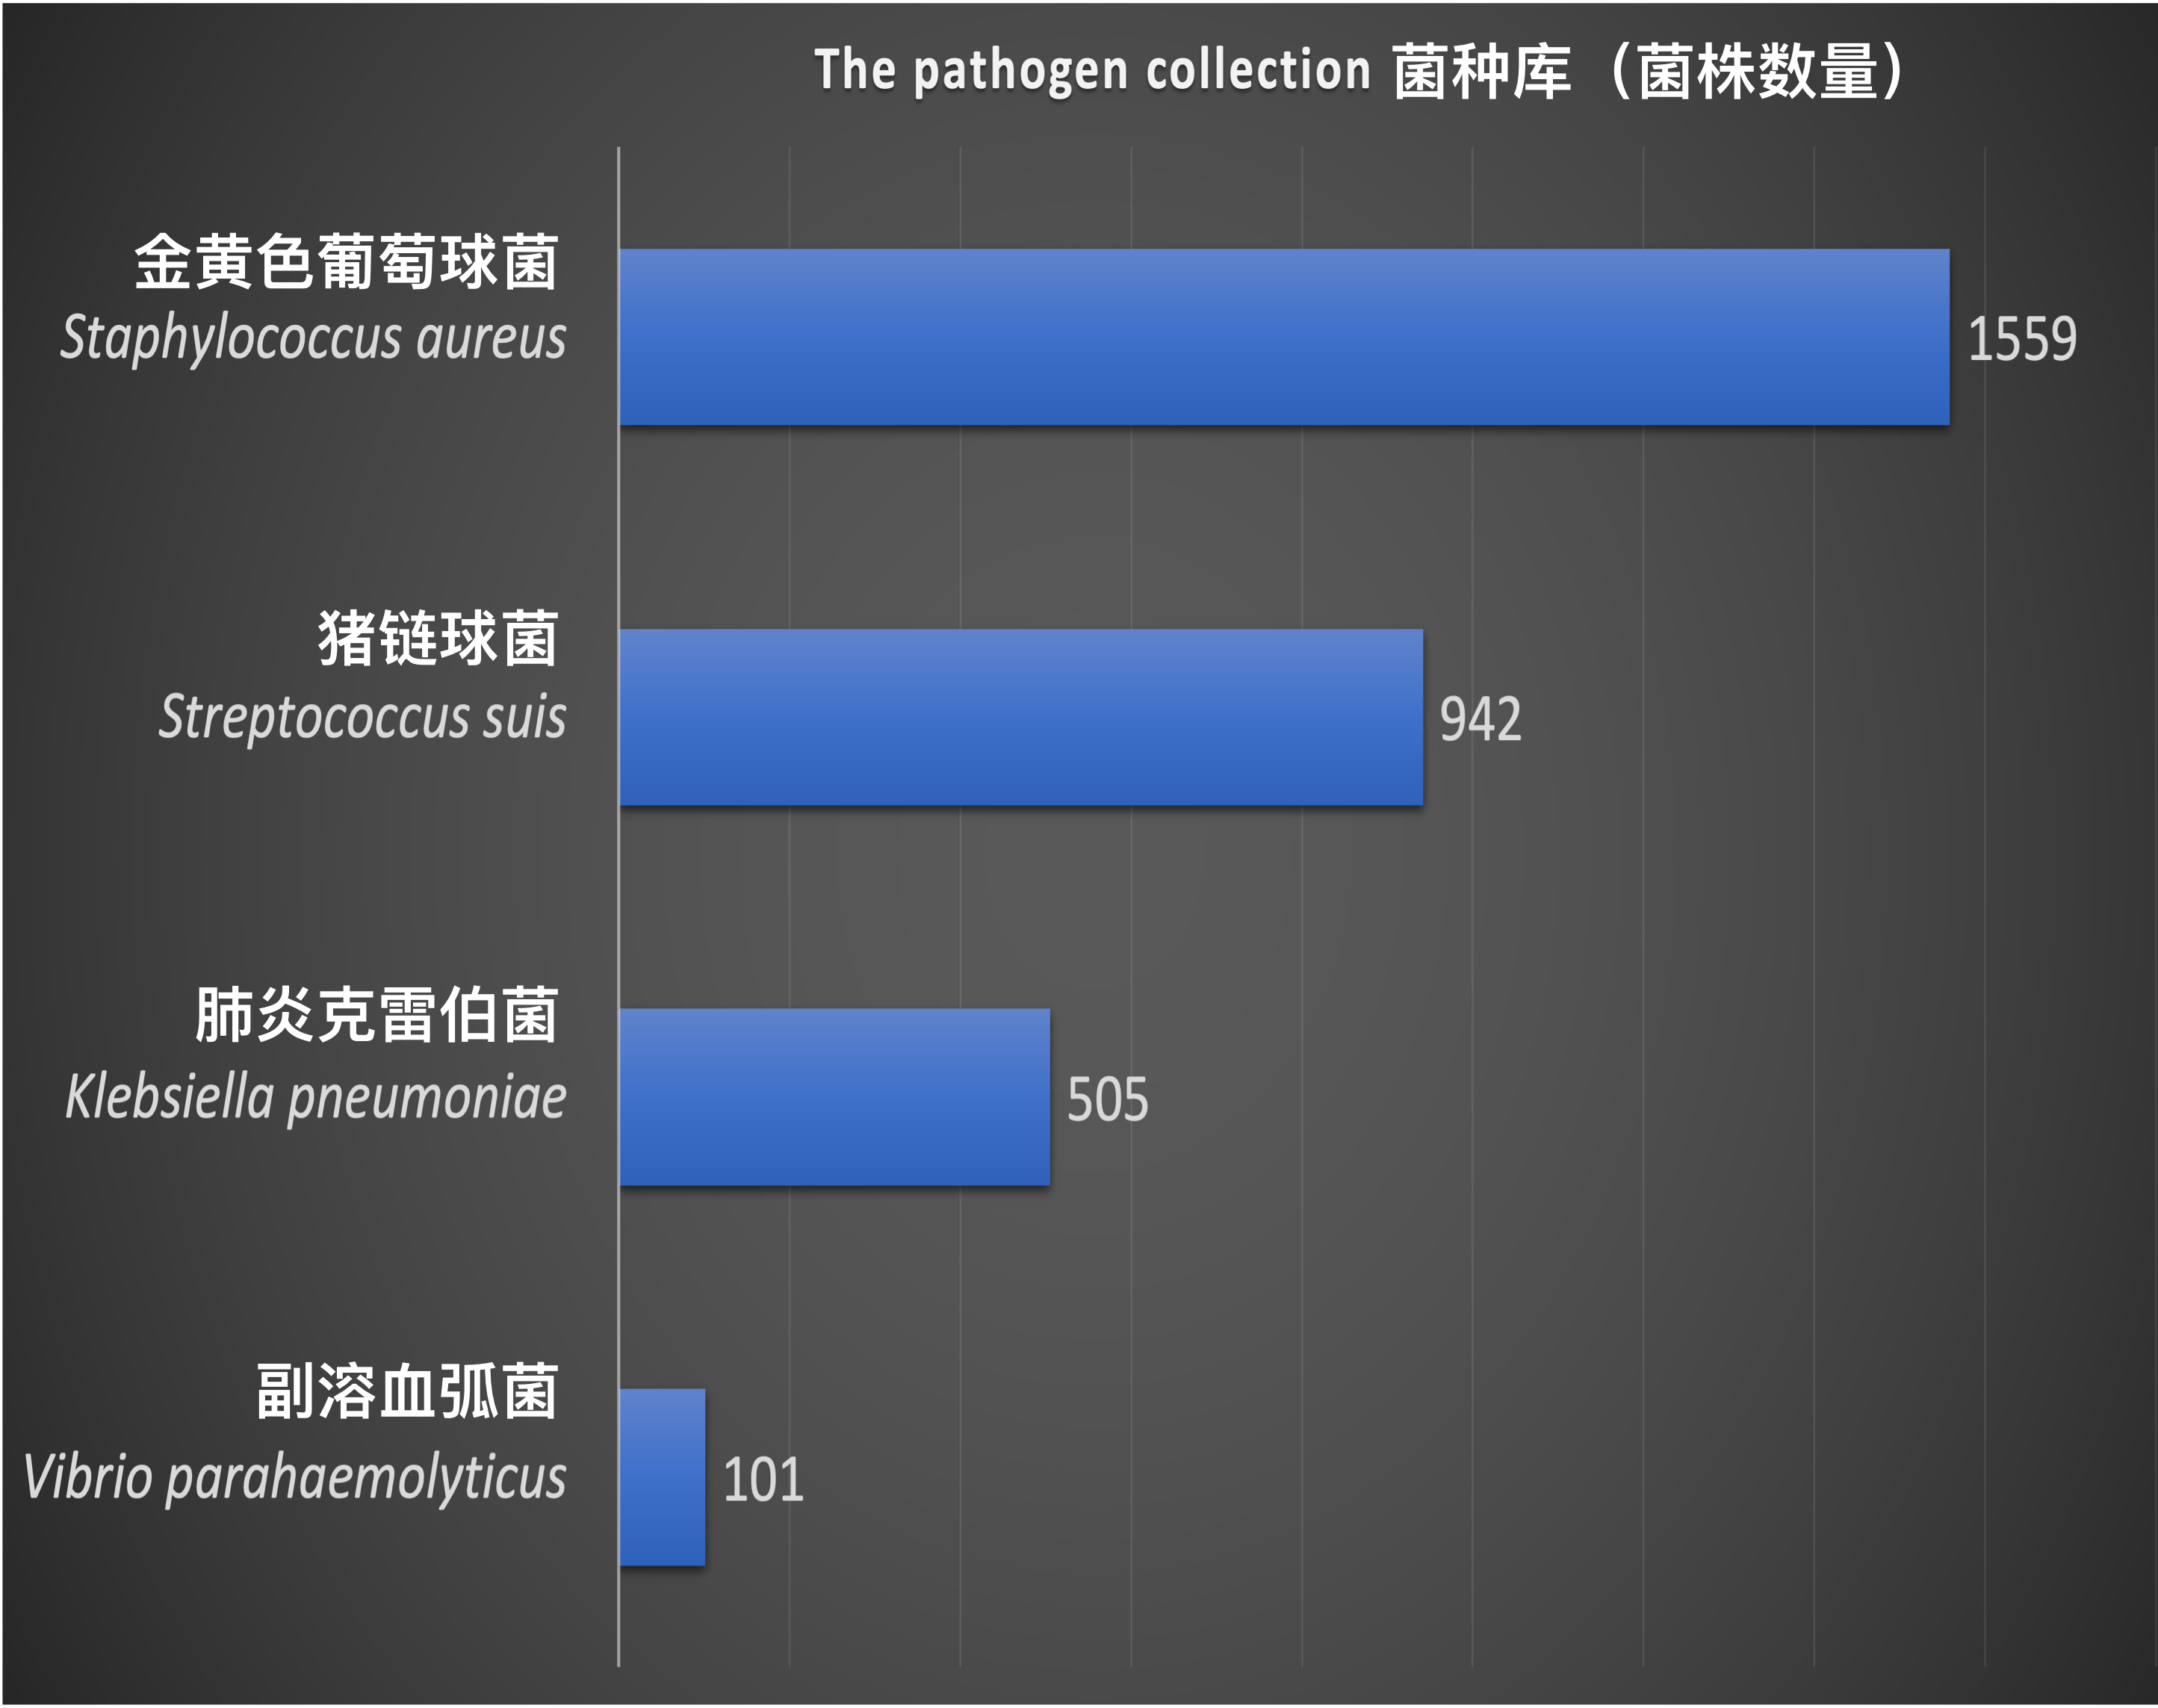 The pathogen collection 菌种库（菌株数量）
金黄色葡萄球菌
Staphylococcus aureus
1559
猪链球菌
Streptococcus suis
942
肺炎克雷伯菌
Klebsiella pneumoniae
505
副溶血弧菌
Vibrio parahaemolyticus
101